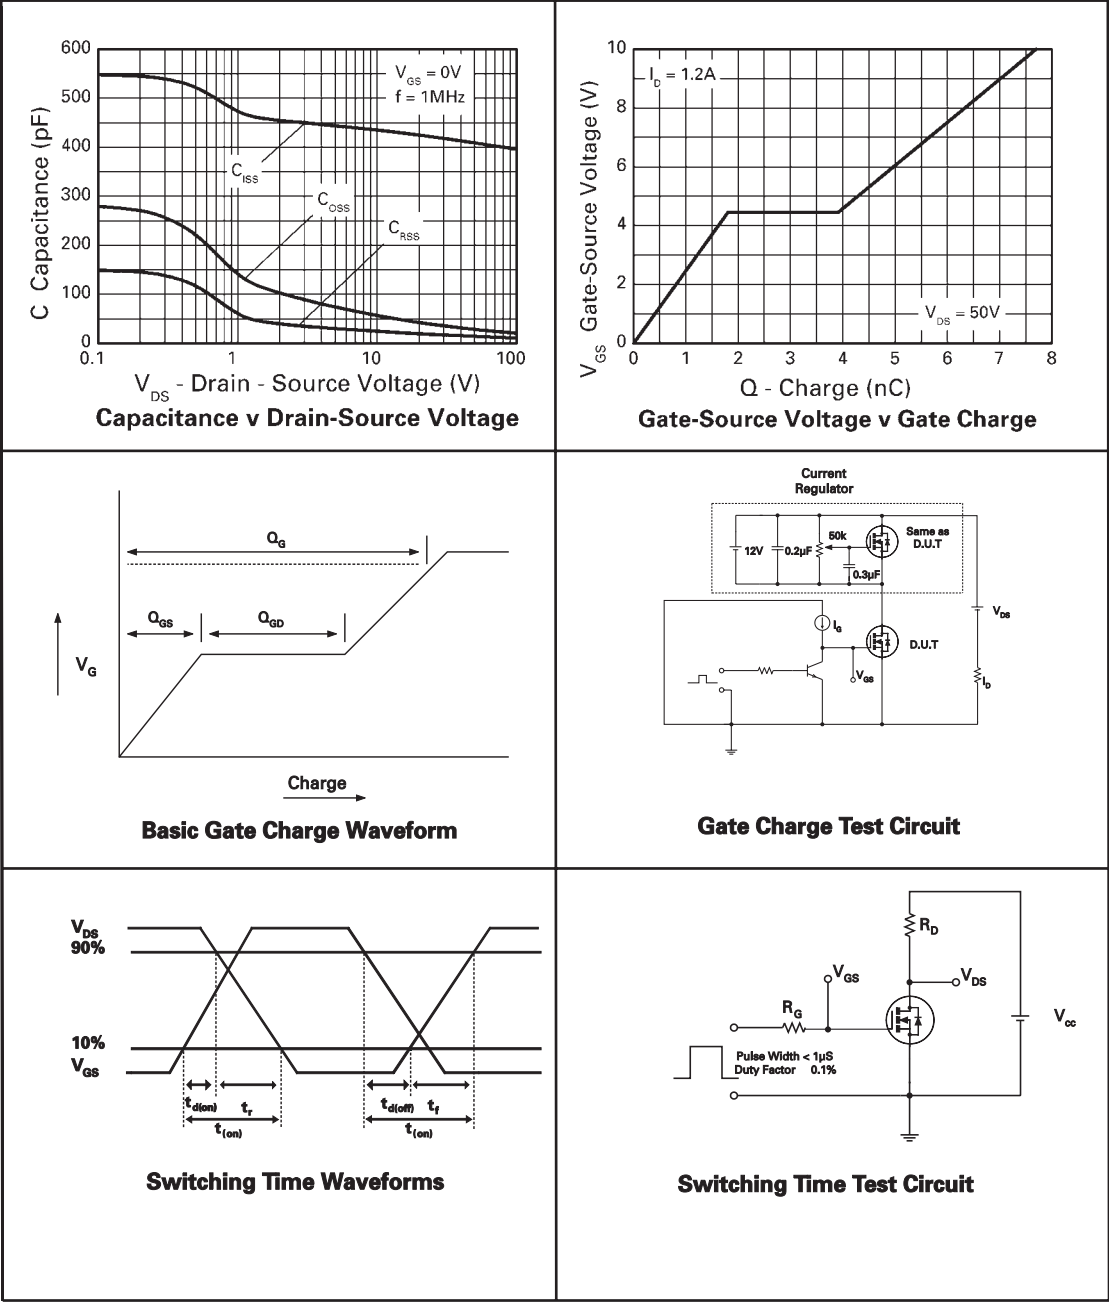 600
500
400
300
200
100
0
0.1
1
10
100
C Capacitance (pF)
VGS = 0V
f = 1MHz
CISS
COSS
CRSS
VDS - Drain - Source Voltage (V)
Capacitance v Drain-Source Voltage
10
8
6
4
2
0
0
1
2
3
4
5
6
7
8
VGS Gate-Source Voltage (V)
ID = 1.2A
VDS = 50V
Q - Charge (nC)
Gate-Source Voltage v Gate Charge
QG
QGS
QGD
VG
Charge
Basic Gate Charge Waveform
Current
Regulator
12V
0.2µF
50k
0.3µF
Same as
D.U.T
IG
VGS
D.U.T
VDS
ID
Gate Charge Test Circuit
VDS
90%
10%
VGS
td(on)
tr
t(on)
td(off)
tf
t(on)
Switching Time Waveforms
RD
VGS
VDS
RG
Vcc
Pulse Width < 1µS
Duty Factor 0.1%
Switching Time Test Circuit